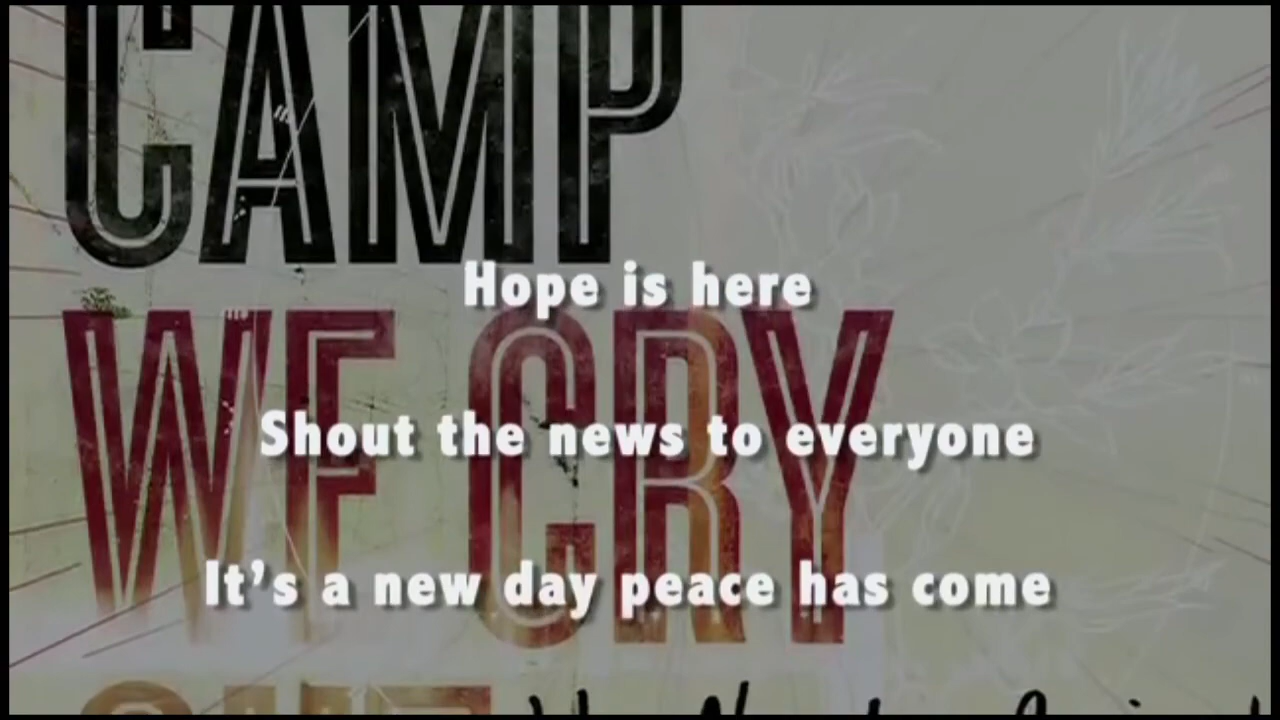 CAMP
Hope is here
WE CRY
Shout the news to everyone
It's a new day peace has come